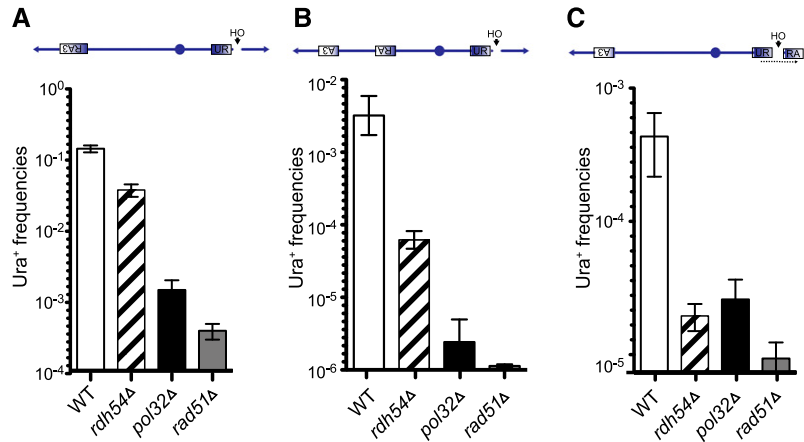 A
RA3
UR
HO
Ura⁺ frequencies
10⁰
10⁻¹
10⁻²
10⁻³
10⁻⁴
WT
rdh54Δ
pol32Δ
rad51Δ
B
A3
RA
UR
HO
Ura⁺ frequencies
10⁻²
10⁻³
10⁻⁴
10⁻⁵
10⁻⁶
WT
rdh54Δ
pol32Δ
rad51Δ
C
A3
UR
HO
RA
Ura⁺ frequencies
10⁻³
10⁻⁴
10⁻⁵
WT
rdh54Δ
pol32Δ
rad51Δ